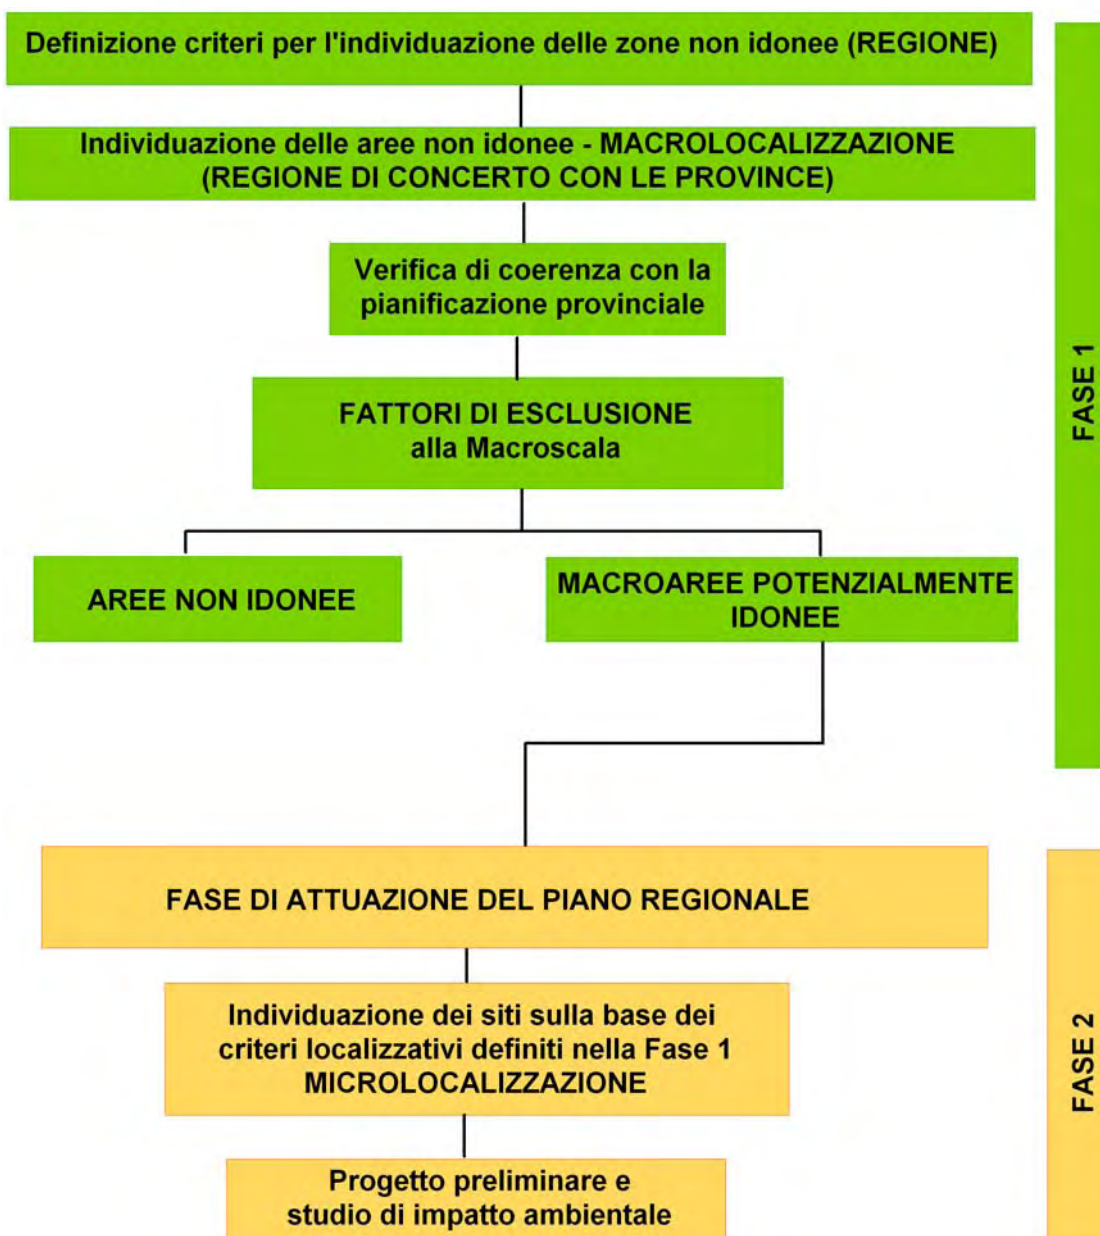 Definizione criteri per l'individuazione delle zone non idonee (REGIONE)
Individuazione delle aree non idonee - MACROLOCALIZZAZIONE
(REGIONE DI CONCERTO CON LE PROVINCE)
Verifica di coerenza con la
pianificazione provinciale
FATTORI DI ESCLUSIONE
alla Macroscala
AREE NON IDONEE
MACROAREE POTENZIALMENTE
IDONEE
FASE 1
FASE DI ATTUAZIONE DEL PIANO REGIONALE
Individuazione dei siti sulla base dei
criteri localizzativi definiti nella Fase 1
MICROLOCALIZZAZIONE
Progetto preliminare e
studio di impatto ambientale
FASE 2